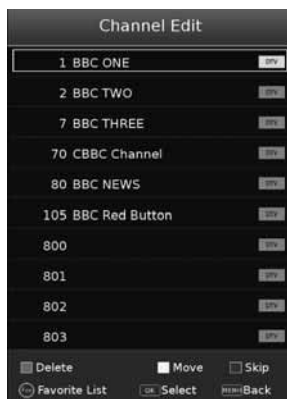 Channel Edit
1 BBC ONE DTV
2 BBC TWO DTV
7 BBC THREE DTV
70 CBBC Channel DTV
80 BBC NEWS DTV
105 BBC Red Button DTV
800 DTV
801 DTV
802 DTV
803 DTV
Delete Move Skip
Favorite List OK Select MENU Back